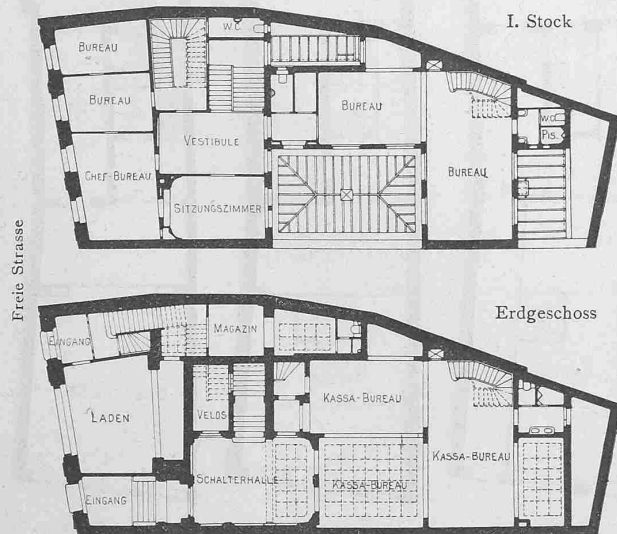 I. Stock
W.C.
BUREAU
BUREAU
BUREAU
VESTIBULE
W.C.
PIS.
CHEF-BUREAU
BUREAU
SITZUNGSZIMMER
Freie Strasse
Erdgeschoss
EINGANG
MAGAZIN
KASSA-BUREAU
LADEN
VELOS
KASSA-BUREAU
SCHALTERHALLE
KASSA-BUREAU
EINGANG